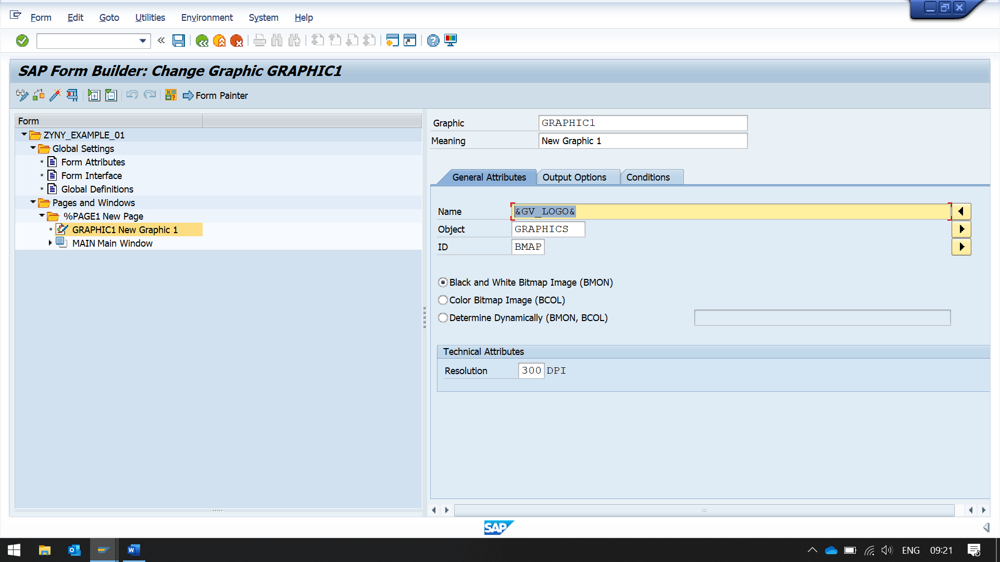 Form Edit Goto Utilities Environment System Help
SAP Form Builder: Change Graphic GRAPHIC1
Form Painter
Form
ZYNY_EXAMPLE_01
Global Settings
Form Attributes
Form Interface
Global Definitions
Pages and Windows
%PAGE1 New Page
GRAPHIC1 New Graphic 1
MAIN Main Window
Graphic GRAPHIC1
Meaning New Graphic 1
General Attributes Output Options Conditions
Name &GV_LOGO&
Object GRAPHICS
ID BMAP
Black and White Bitmap Image (BMON)
Color Bitmap Image (BCOL)
Determine Dynamically (BMON, BCOL)
Technical Attributes
Resolution 300 DPI
SAP
ENG 09:21